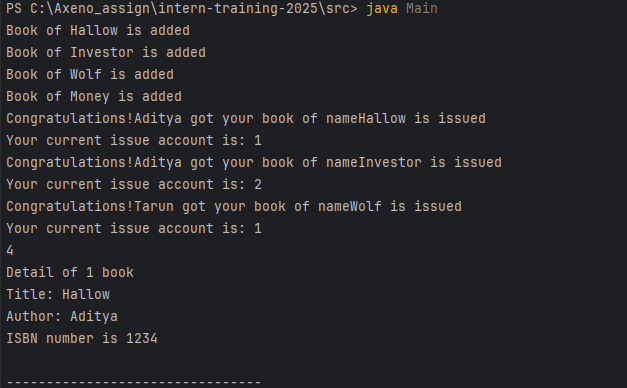 PS C:\Axeno_assign\intern-training-2025\src> java Main
Book of Hallow is added
Book of Investor is added
Book of Wolf is added
Book of Money is added
Congratulations!Aditya got your book of nameHallow is issued
Your current issue account is: 1
Congratulations!Aditya got your book of nameInvestor is issued
Your current issue account is: 2
Congratulations!Tarun got your book of nameWolf is issued
Your current issue account is: 1
4
Detail of 1 book
Title: Hallow
Author: Aditya
ISBN number is 1234
--------------------------------